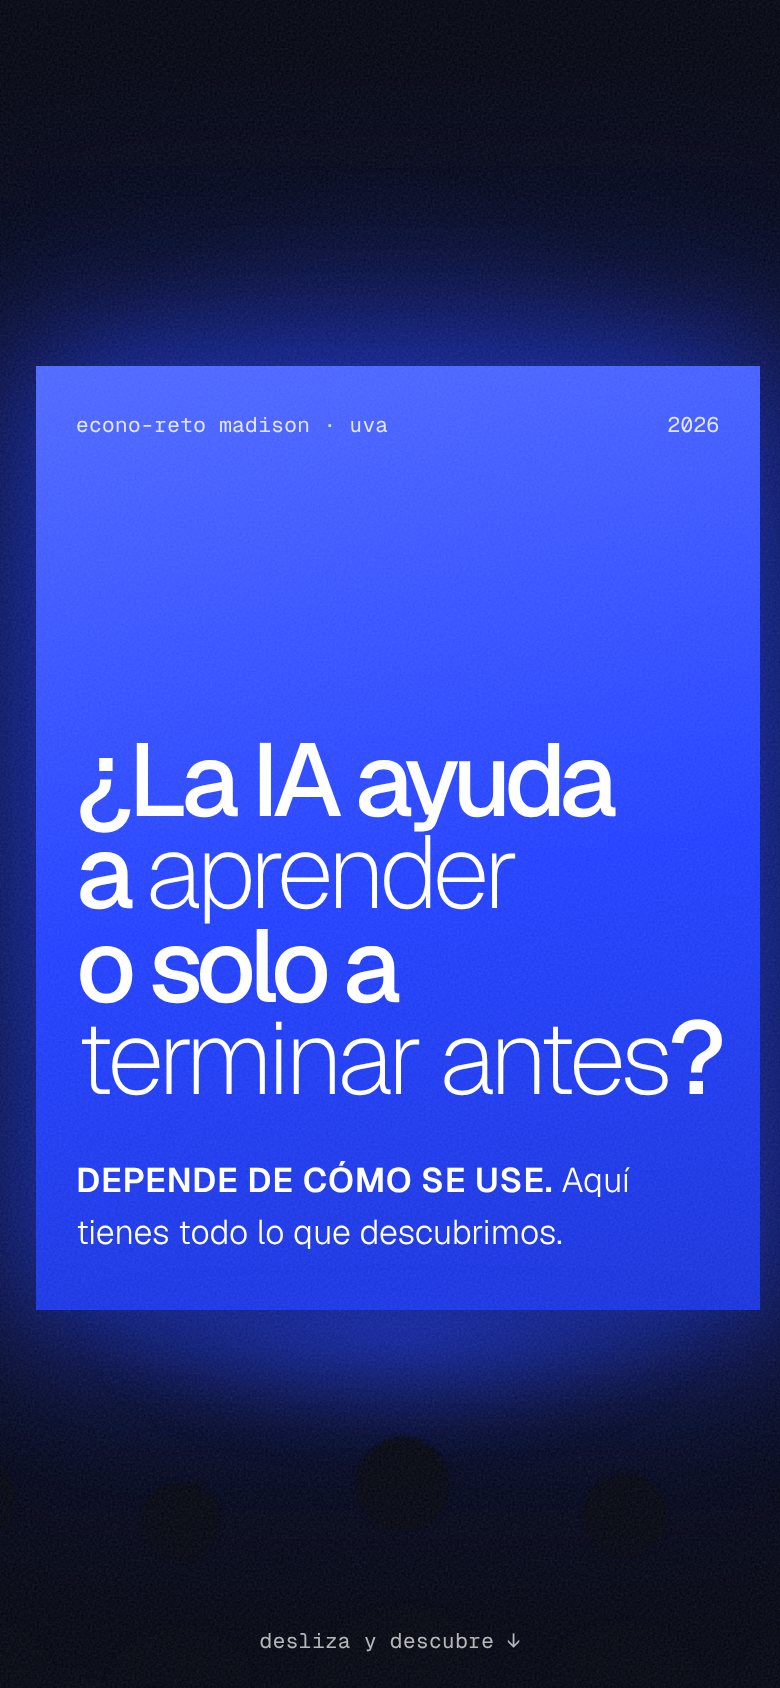 econo-reto madison · uva
2026
¿La IA ayuda
a aprender
o solo a
terminar antes?
DEPENDE DE CÓMO SE USE. Aquí
tienes todo lo que descubrimos.
desliza y descubre ↓